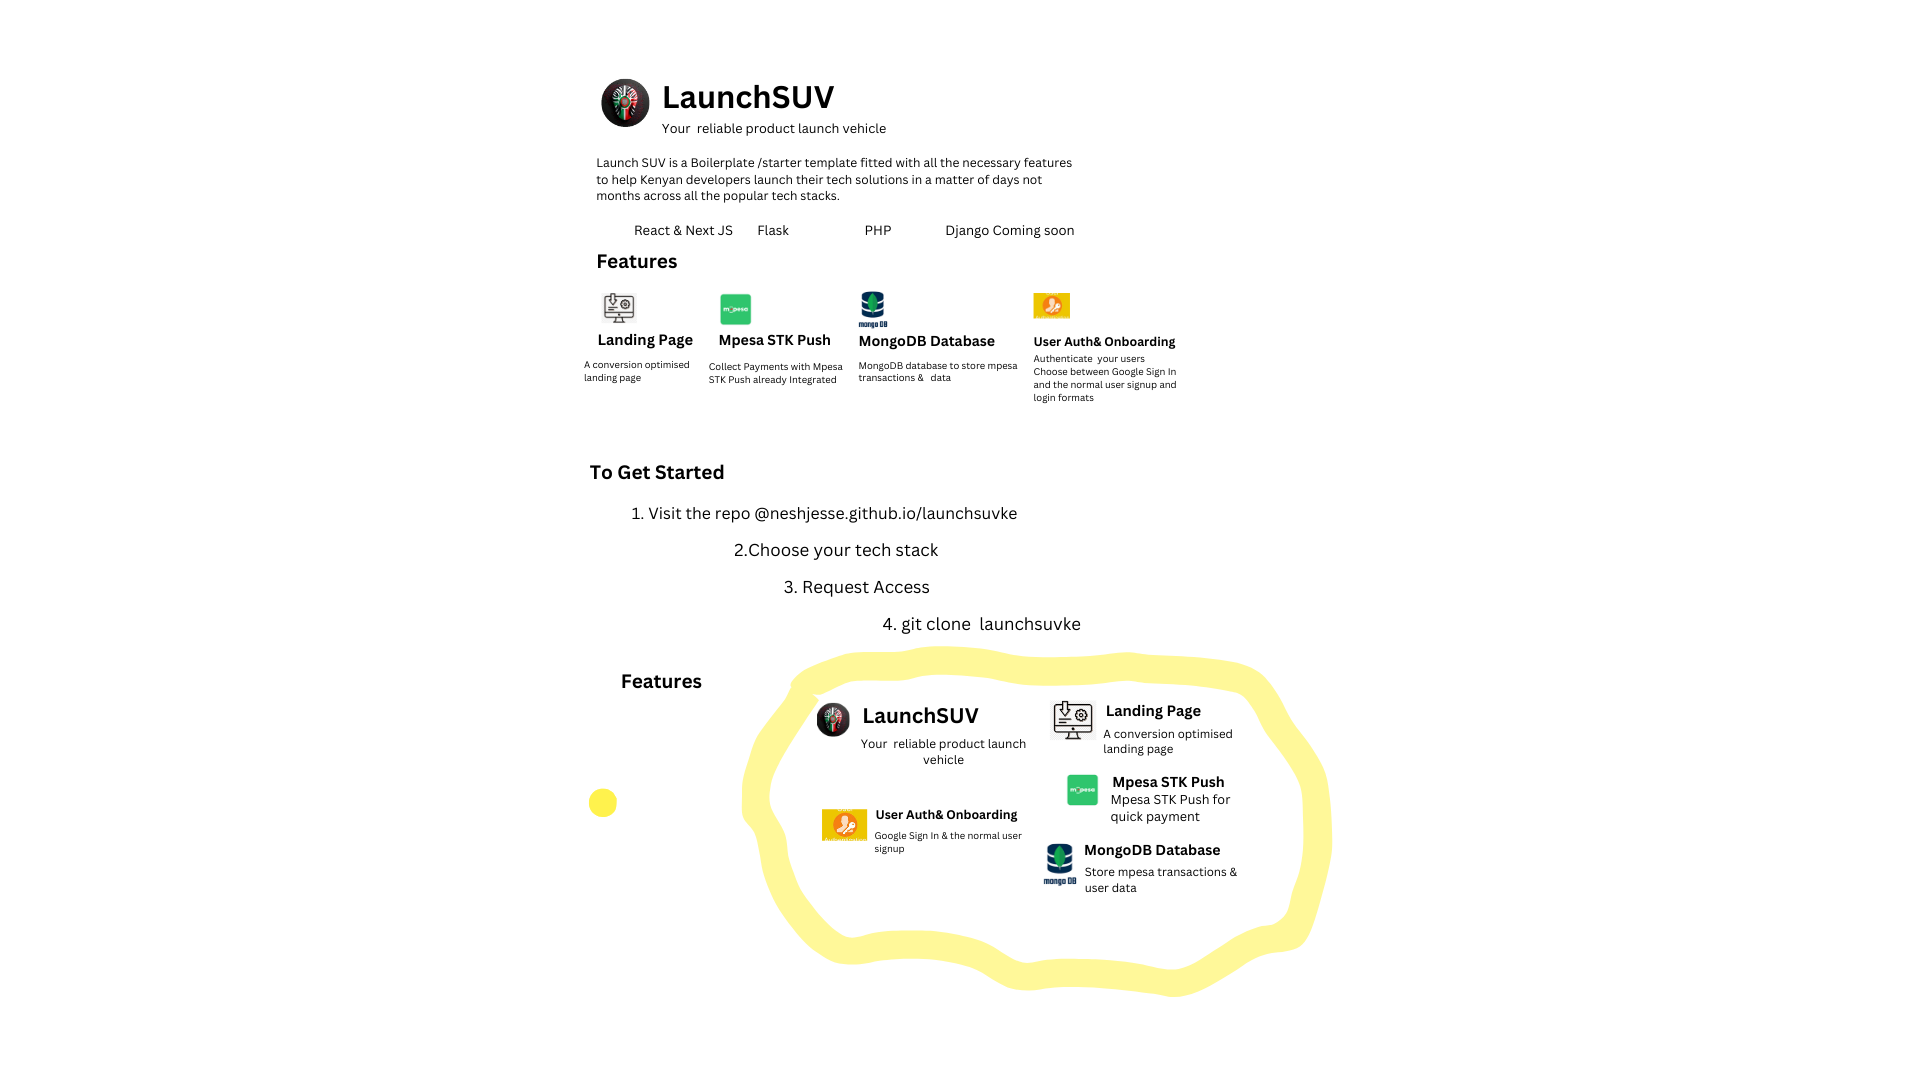 LaunchSUV
Your reliable product launch vehicle
Launch SUV is a Boilerplate /starter template fitted with all the necessary features
to help Kenyan developers launch their tech solutions in a matter of days not
months across all the popular tech stacks.
React & Next JS Flask PHP Django Coming soon
Features
mpesa
mongo DB
Landing Page
Mpesa STK Push
MongoDB Database
User Auth& Onboarding
A conversion optimised
landing page
Collect Payments with Mpesa
STK Push already Integrated
MongoDB database to store mpesa
transactions & data
Authenticate your users
Choose between Google Sign In
and the normal user signup and
login formats
To Get Started
1. Visit the repo @neshjesse.github.io/launchsuvke
2.Choose your tech stack
3. Request Access
4. git clone launchsuvke
Features
LaunchSUV
Your reliable product launch
vehicle
User Auth& Onboarding
Google Sign In & the normal user
signup
Landing Page
A conversion optimised
landing page
mpesa
Mpesa STK Push
Mpesa STK Push for
quick payment
mongo DB
MongoDB Database
Store mpesa transactions &
user data